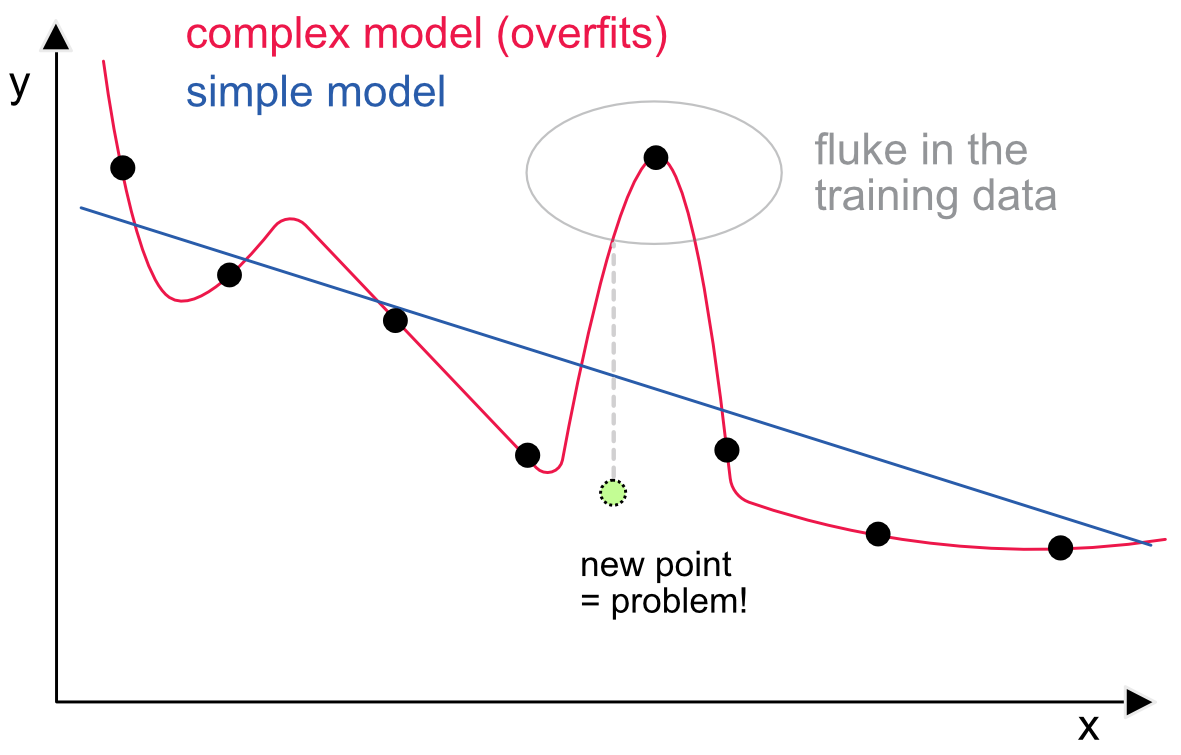 complex model (overfits)
y
simple model
fluke in the
training data
new point
= problem!
x